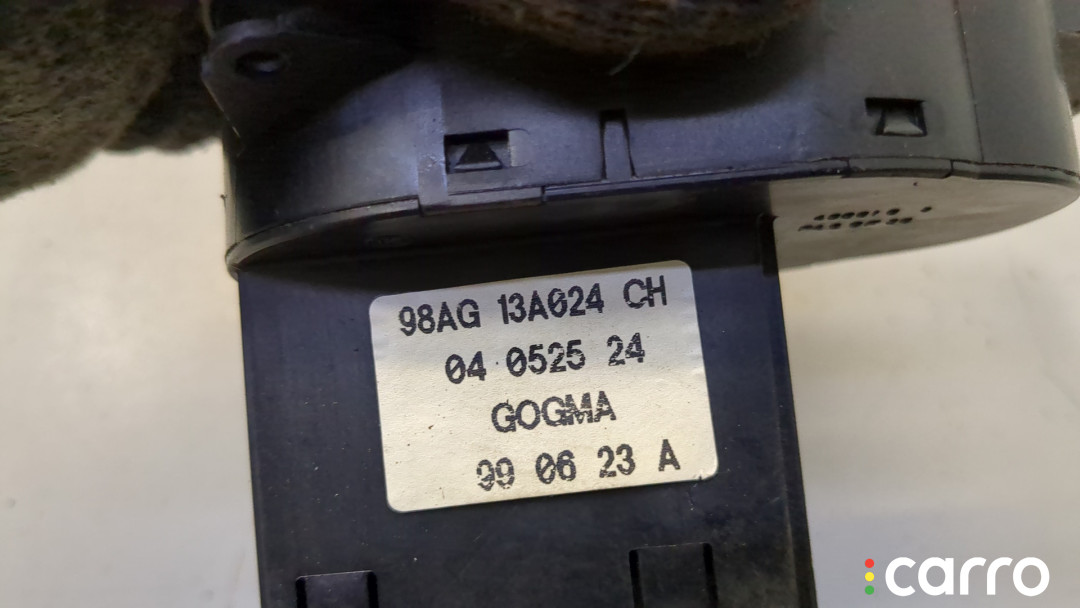 98AG 13A024 CH
04 0525 24
GOGMA
99 06 23 A
carro